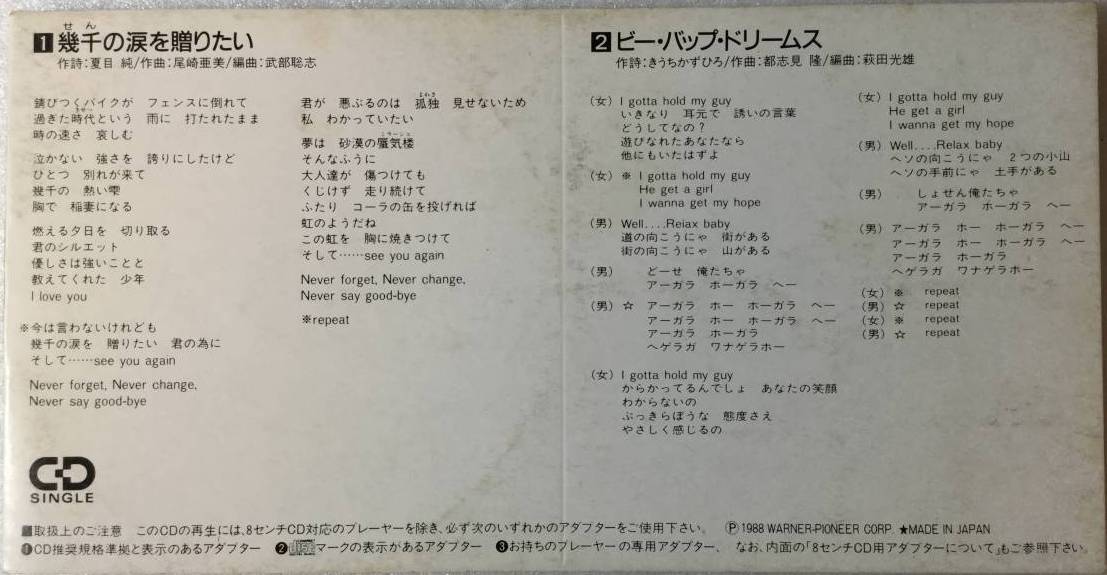 1 幾千の涙を贈りたい
せん
作詩：夏目 純/作曲：尾崎亜美/編曲：武部聡志
錆びつくバイクが フェンスに倒れて
過ぎた時代という 雨に 打たれたまま
時の速さ 哀しむ
泣かない 強さを 誇りにしたけど
ひとつ 別れが来て
幾千の 熱い雫
胸で 稲妻になる
燃える夕日を 切り取る
君のシルエット
優しさは強いことと
教えてくれた 少年
I love you
※今は言わないけれども
幾千の涙を 贈りたい 君の為に
そして……see you again
Never forget, Never change,
Never say good-bye
君が 悪ぶるのは 孤独 見せないため
私 わかっていたい
ミラージュ
夢は 砂漠の蜃気楼
そんなふうに
大人達が 傷つけても
くじけず 走り続けて
ふたり コーラの缶を投げれば
虹のようだね
この虹を 胸に焼きつけて
そして……see you again
Never forget, Never change,
Never say good-bye
※repeat
2 ビー・バップ・ドリームス
作詩：きうちかずひろ/作曲：都志見 隆/編曲：萩田光雄
(女) I gotta hold my guy
いきなり 耳元で 誘いの言葉
どうしてなの？
遊びなれたあなたなら
他にもいたはずよ
(女) ※ I gotta hold my guy
He get a girl
I wanna get my hope
(男) Well....Reiax baby
道の向こうにゃ 街がある
街の向こうにゃ 山がある
(男) どーせ 俺たちゃ
アーガラ ホーガラ ヘー
(男) ☆ アーガラ ホー ホーガラ ヘー
アーガラ ホー ホーガラ ヘー
アーガラ ホーガラ
ヘゲラガ ワナゲラホー
(女) I gotta hold my guy
からかってるんでしょ あなたの笑顔
わからないの
ぶっきらぼうな 態度さえ
やさしく感じるの
(女) I gotta hold my guy
He get a girl
I wanna get my hope
(男) Well....Relax baby
ヘソの向こうにゃ 2つの小山
ヘソの手前にゃ 土手がある
(男) しょせん俺たちゃ
アーガラ ホーガラ ヘー
(男) アーガラ ホー ホーガラ ヘー
アーガラ ホー ホーガラ ヘー
アーガラ ホーガラ
ヘゲラガ ワナゲラホー
(女) ※ repeat
(男) ☆ repeat
(女) ※ repeat
(男) ☆ repeat
CD
SINGLE
■取扱上のご注意 このCDの再生には、8センチCD対応のプレーヤーを除き、必ず次のいずれかのアダプターをご使用下さい。 Ⓟ1988 WARNER-PIONEER CORP. ★MADE IN JAPAN
❶CD推奨規格準拠と表示のあるアダプター ❷マークの表示があるアダプター ❸お持ちのプレーヤーの専用アダプター、 なお、内面の「8センチCD用アダプターについて」もご参照下さい。